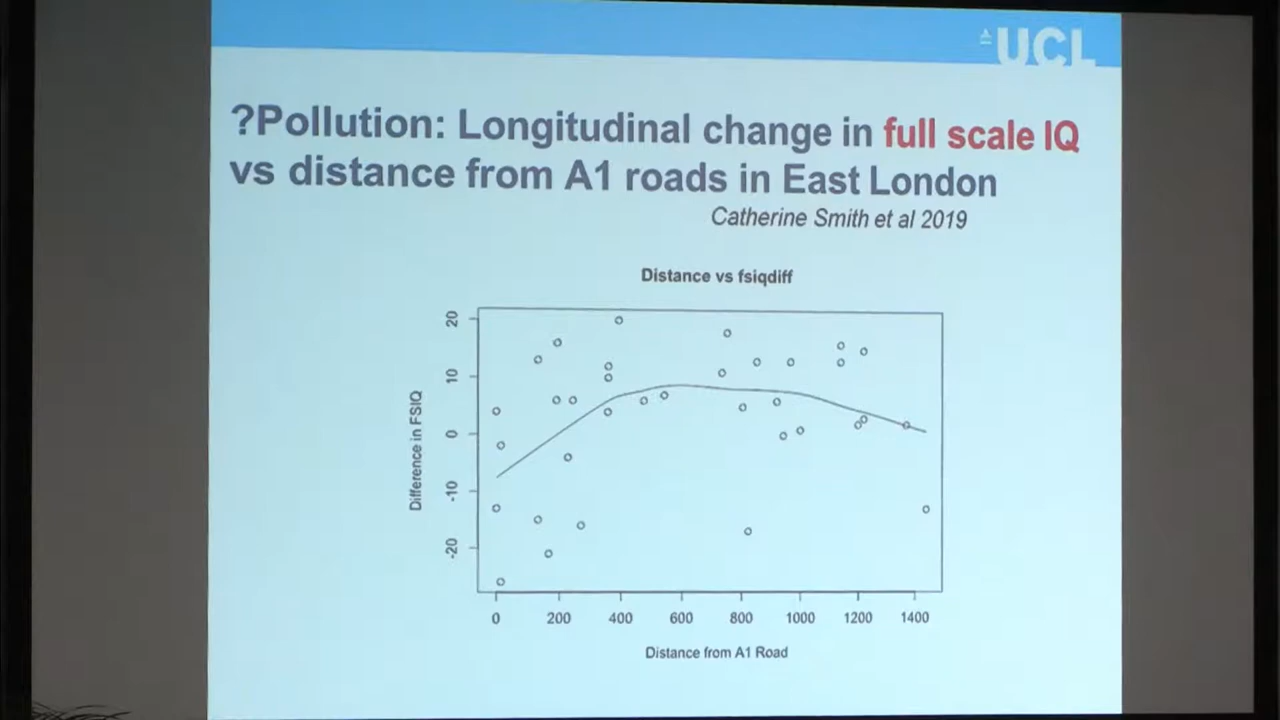 UCL
?Pollution: Longitudinal change in full scale IQ
vs distance from A1 roads in East London
Catherine Smith et al 2019
Distance vs fsiqdiff
Difference in FSIQ
20
10
0
-10
-20
0 200 400 600 800 1000 1200 1400
Distance from A1 Road